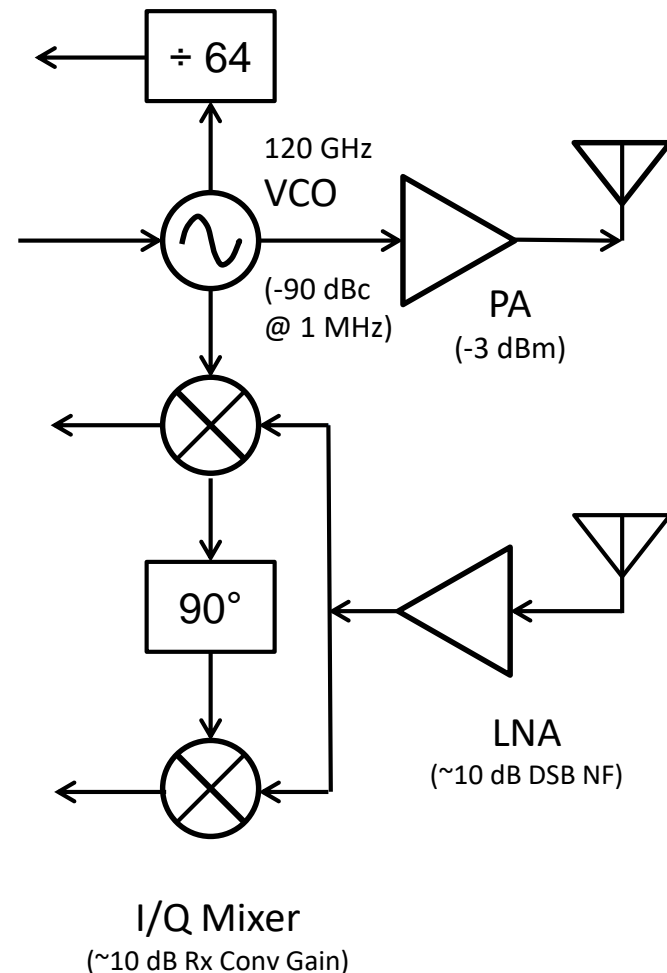 ÷ 64
120 GHz
VCO
(-90 dBc
@ 1 MHz)
PA
(-3 dBm)
90°
LNA
(~10 dB DSB NF)
I/Q Mixer
(~10 dB Rx Conv Gain)